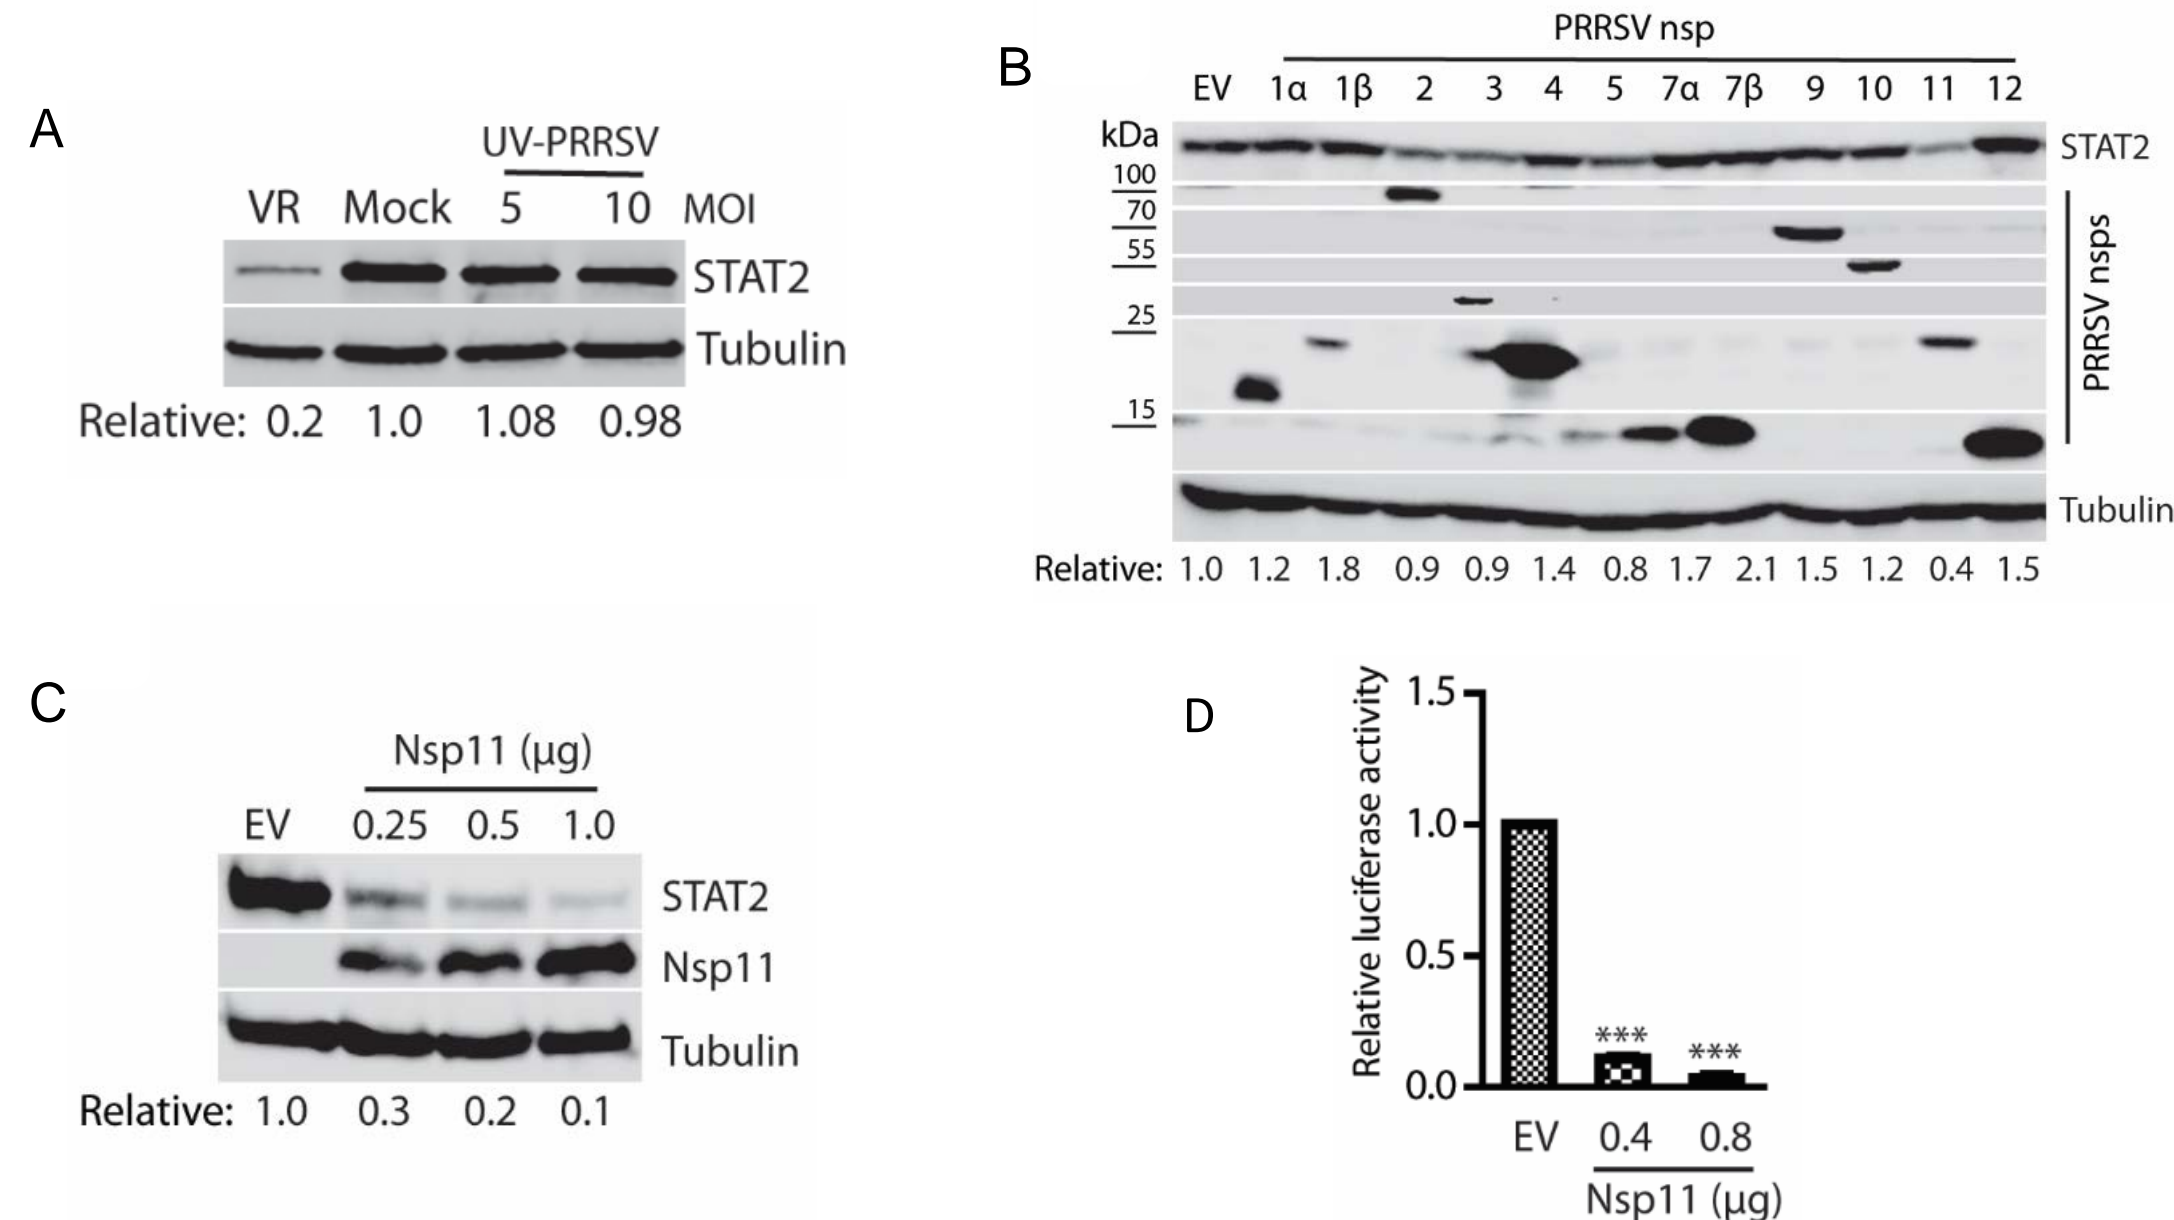 A
UV-PRRSV
VR Mock 5 10 MOI
STAT2
Tubulin
Relative: 0.2 1.0 1.08 0.98
B
PRRSV nsp
EV 1α 1β 2 3 4 5 7α 7β 9 10 11 12
kDa
100
70
55
25
15
STAT2
PRRSV nsps
Tubulin
Relative: 1.0 1.2 1.8 0.9 0.9 1.4 0.8 1.7 2.1 1.5 1.2 0.4 1.5
C
Nsp11 (μg)
EV 0.25 0.5 1.0
STAT2
Nsp11
Tubulin
Relative: 1.0 0.3 0.2 0.1
D
Relative luciferase activity
1.5
1.0
0.5
0.0
*** ***
EV 0.4 0.8
Nsp11 (μg)